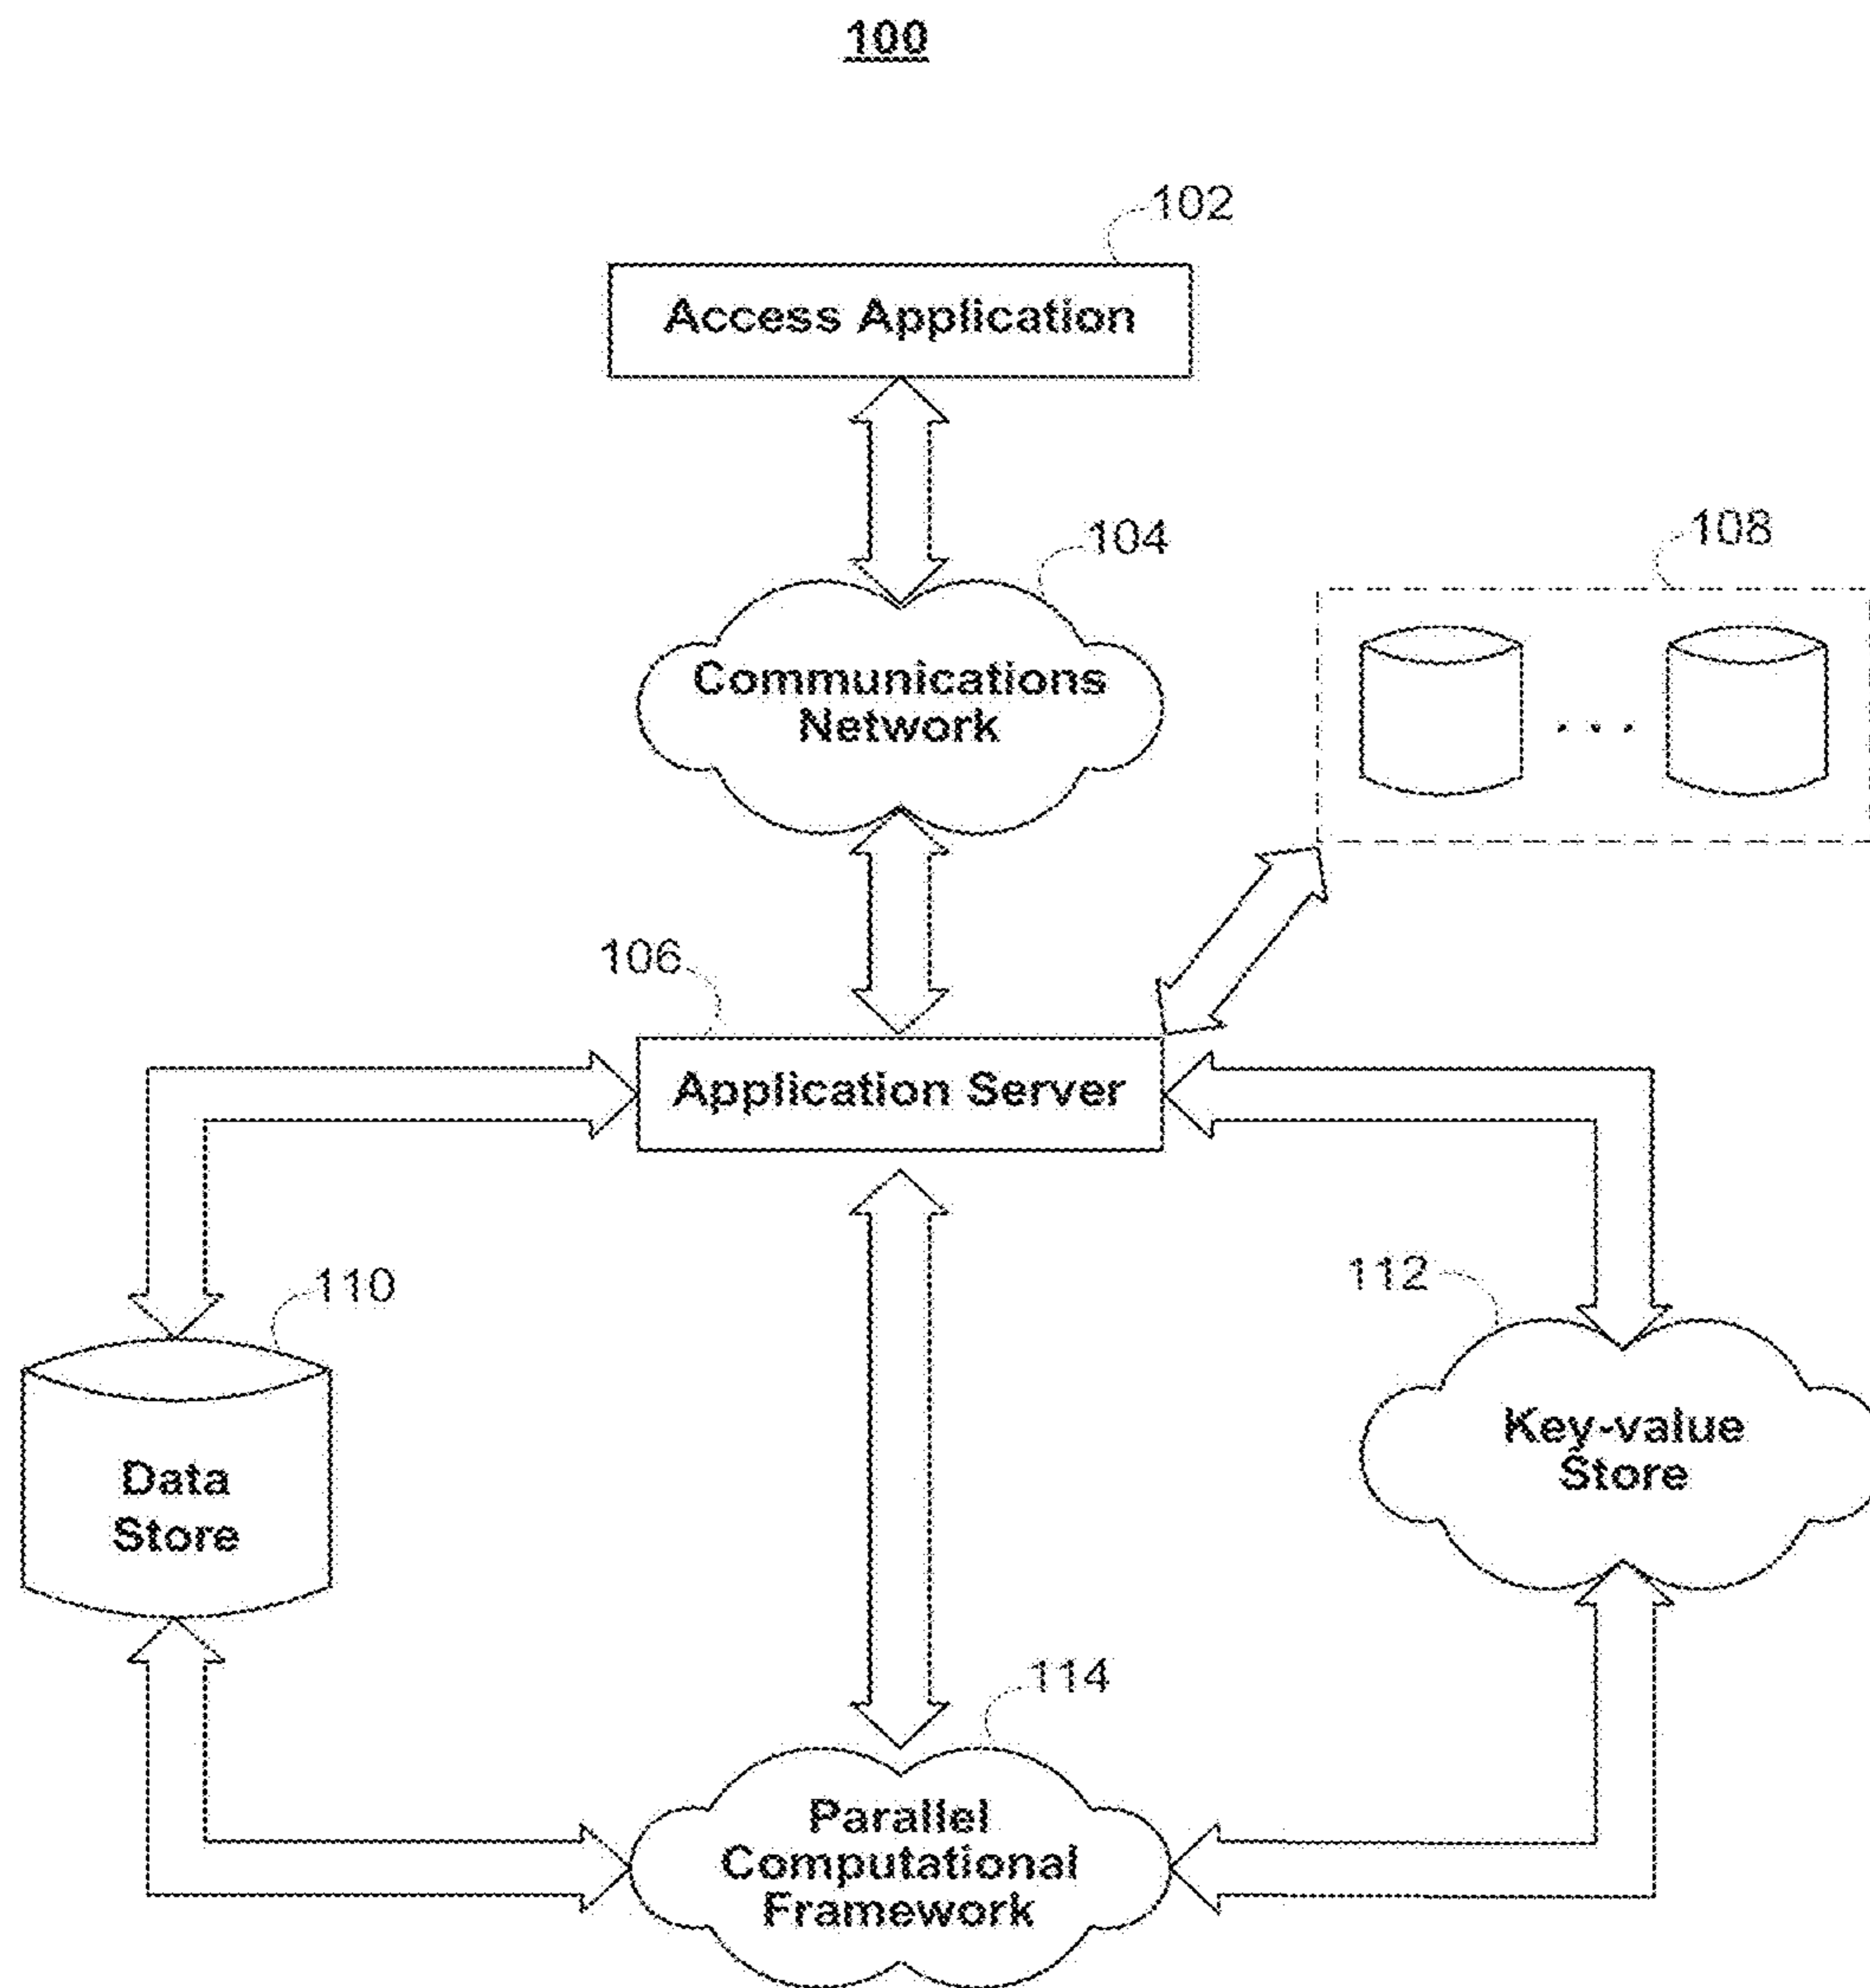 100
102
Access Application
104
108
Communications
Network
. . .
106
Application Server
110
112
Data
Store
Key-value
Store
114
Parallel
Computational
Framework